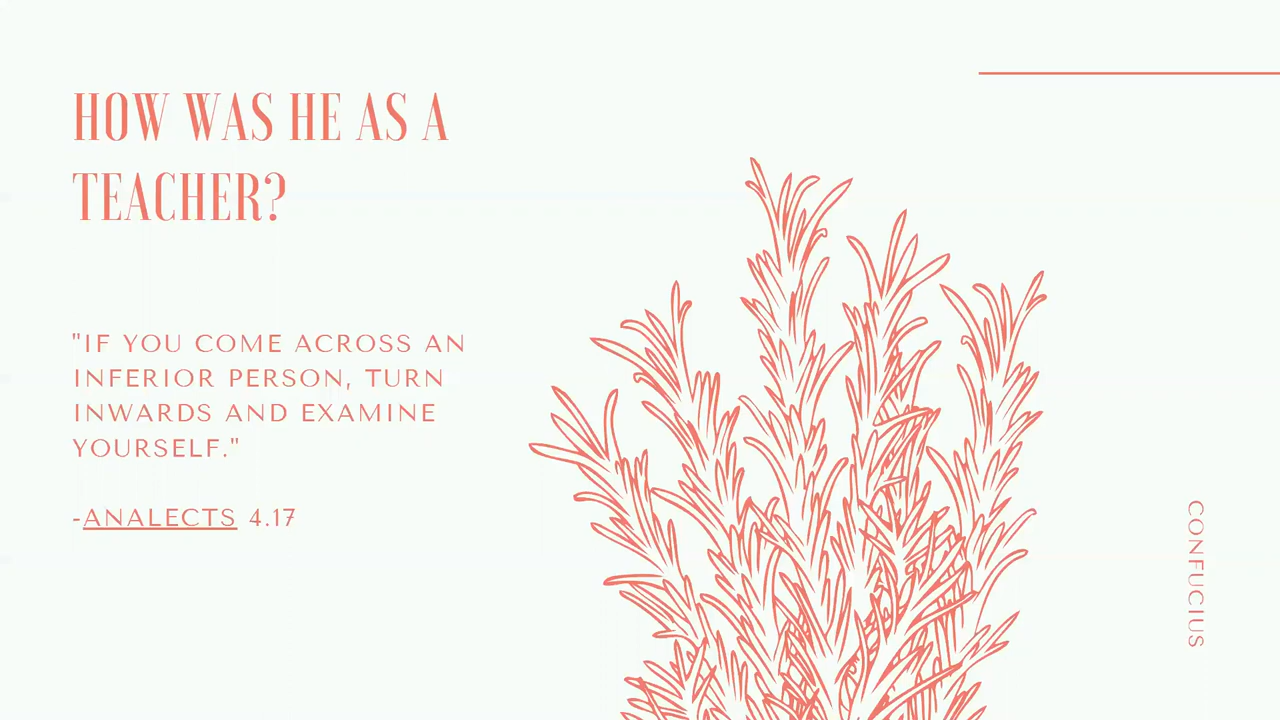 HOW WAS HE AS A
TEACHER?
"IF YOU COME ACROSS AN
INFERIOR PERSON, TURN
INWARDS AND EXAMINE
YOURSELF."
-ANALECTS 4.17
CONFUCIUS